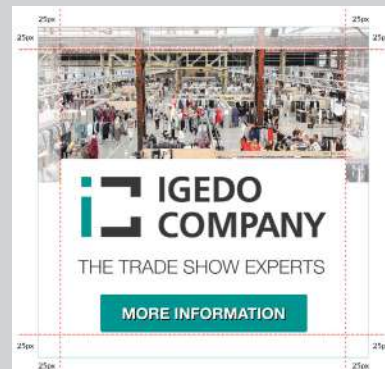 25px 25px
25px 25px
IGEDO
COMPANY
THE TRADE SHOW EXPERTS
MORE INFORMATION
25px 25px
25px 25px